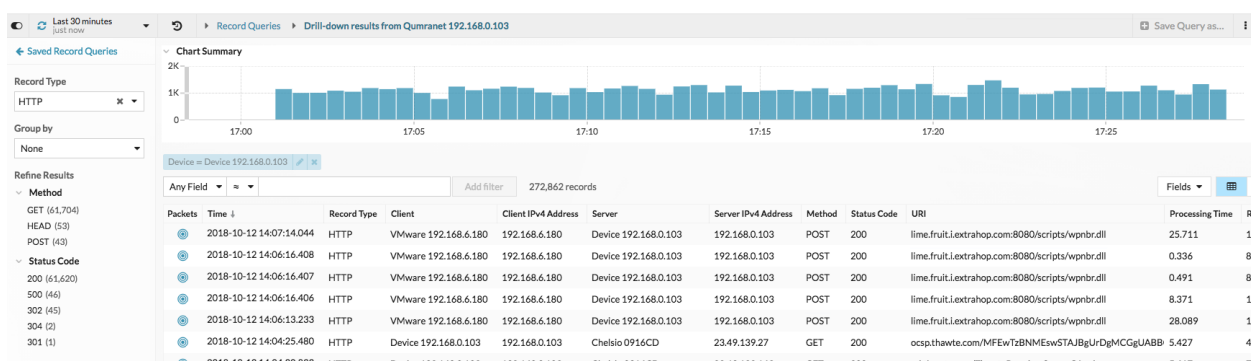 Last 30 minutes
just now
Record Queries
Drill-down results from Qumranet 192.168.0.103
Save Query as...
Saved Record Queries
Record Type
HTTP
Group by
None
Refine Results
Method
GET (61,704)
HEAD (53)
POST (43)
Status Code
200 (61,620)
500 (46)
302 (45)
304 (2)
301 (1)
Chart Summary
2K
1K
0
17:00 17:05 17:10 17:15 17:20 17:25
Device = Device 192.168.0.103
Any Field ≈ Add filter 272,862 records Fields
Packets Time ↓ Record Type Client Client IPv4 Address Server Server IPv4 Address Method Status Code URI Processing Time
2018-10-12 14:07:14.044 HTTP VMware 192.168.6.180 192.168.6.180 Device 192.168.0.103 192.168.0.103 POST 200 lime.fruit.i.extrahop.com:8080/scripts/wpnbr.dll 25.711
2018-10-12 14:06:16.408 HTTP VMware 192.168.6.180 192.168.6.180 Device 192.168.0.103 192.168.0.103 POST 200 lime.fruit.i.extrahop.com:8080/scripts/wpnbr.dll 0.336
2018-10-12 14:06:16.407 HTTP VMware 192.168.6.180 192.168.6.180 Device 192.168.0.103 192.168.0.103 POST 200 lime.fruit.i.extrahop.com:8080/scripts/wpnbr.dll 0.491
2018-10-12 14:06:16.406 HTTP VMware 192.168.6.180 192.168.6.180 Device 192.168.0.103 192.168.0.103 POST 200 lime.fruit.i.extrahop.com:8080/scripts/wpnbr.dll 8.371
2018-10-12 14:06:13.233 HTTP VMware 192.168.6.180 192.168.6.180 Device 192.168.0.103 192.168.0.103 POST 200 lime.fruit.i.extrahop.com:8080/scripts/wpnbr.dll 28.089
2018-10-12 14:04:25.480 HTTP Device 192.168.0.103 192.168.0.103 Chelsio 0916CD 23.49.139.27 GET 200 ocsp.thawte.com/MFEwTzBNMEswSTAJBgUrDgMCGgUABB 5.427